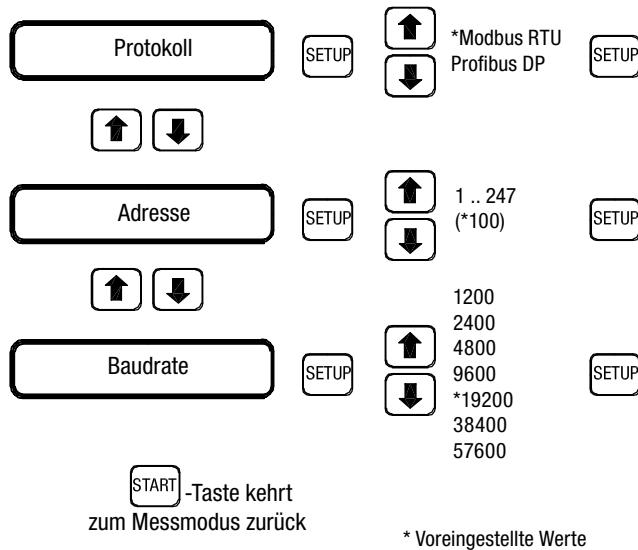 Protokoll
SETUP
*Modbus RTU
Profibus DP
SETUP
Adresse
SETUP
1 .. 247
(*100)
SETUP
Baudrate
SETUP
1200
2400
4800
9600
*19200
38400
57600
SETUP
START -Taste kehrt
zum Messmodus zurück
* Voreingestellte Werte